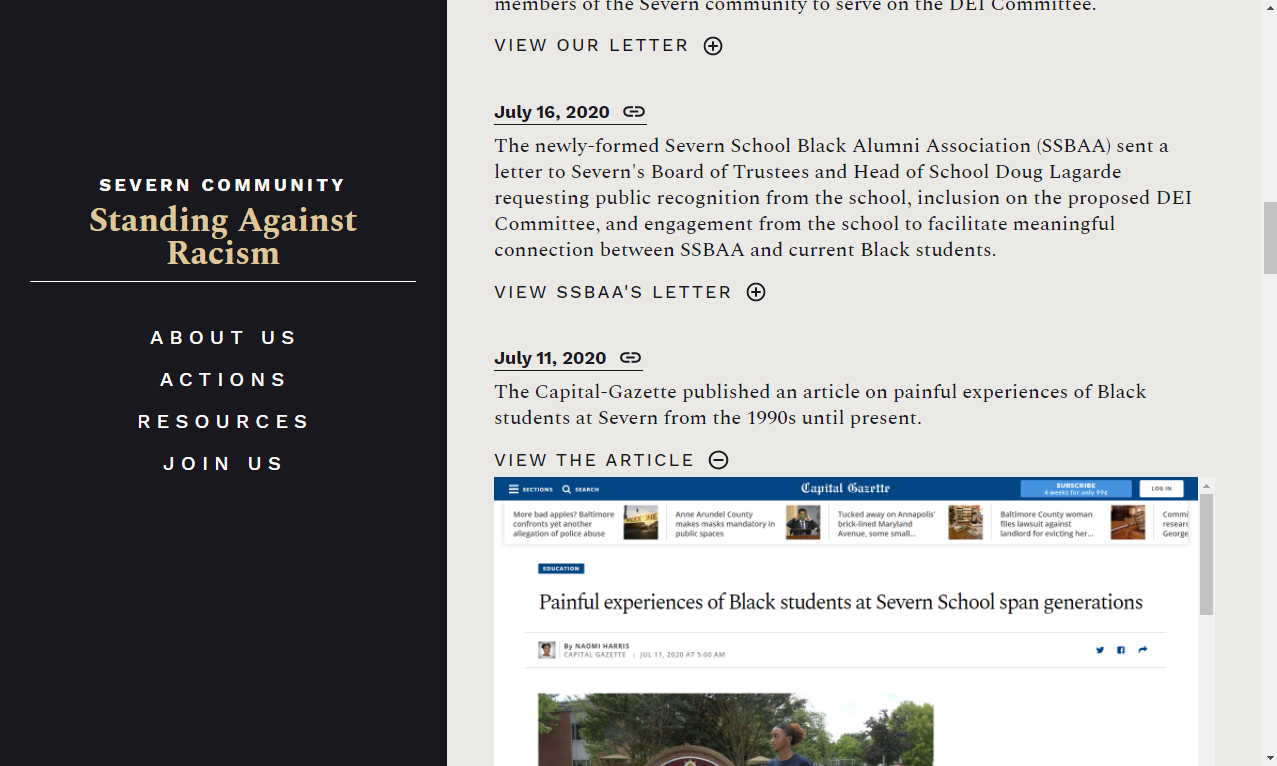 members of the Severn community to serve on the DEI Committee.
VIEW OUR LETTER
July 16, 2020
The newly-formed Severn School Black Alumni Association (SSBAA) sent a
letter to Severn's Board of Trustees and Head of School Doug Lagarde
requesting public recognition from the school, inclusion on the proposed DEI
Committee, and engagement from the school to facilitate meaningful
connection between SSBAA and current Black students.
VIEW SSBAA'S LETTER
July 11, 2020
The Capital-Gazette published an article on painful experiences of Black
students at Severn from the 1990s until present.
VIEW THE ARTICLE
SEVERN COMMUNITY
Standing Against
Racism
ABOUT US
ACTIONS
RESOURCES
JOIN US
SECTIONS
SEARCH
Capital Gazette
SUBSCRIBE
4 weeks for only 99¢
LOG IN
More bad apples? Baltimore
confronts yet another
allegation of police abuse
Anne Arundel County
makes masks mandatory in
public spaces
Tucked away on Annapolis'
brick-lined Maryland
Avenue, some small...
Baltimore County woman
files lawsuit against
landlord for evicting her...
Commi
resear
George
EDUCATION
Painful experiences of Black students at Severn School span generations
By NAOMI HARRIS
CAPITAL GAZETTE | JUL 11, 2020 AT 5:00 AM